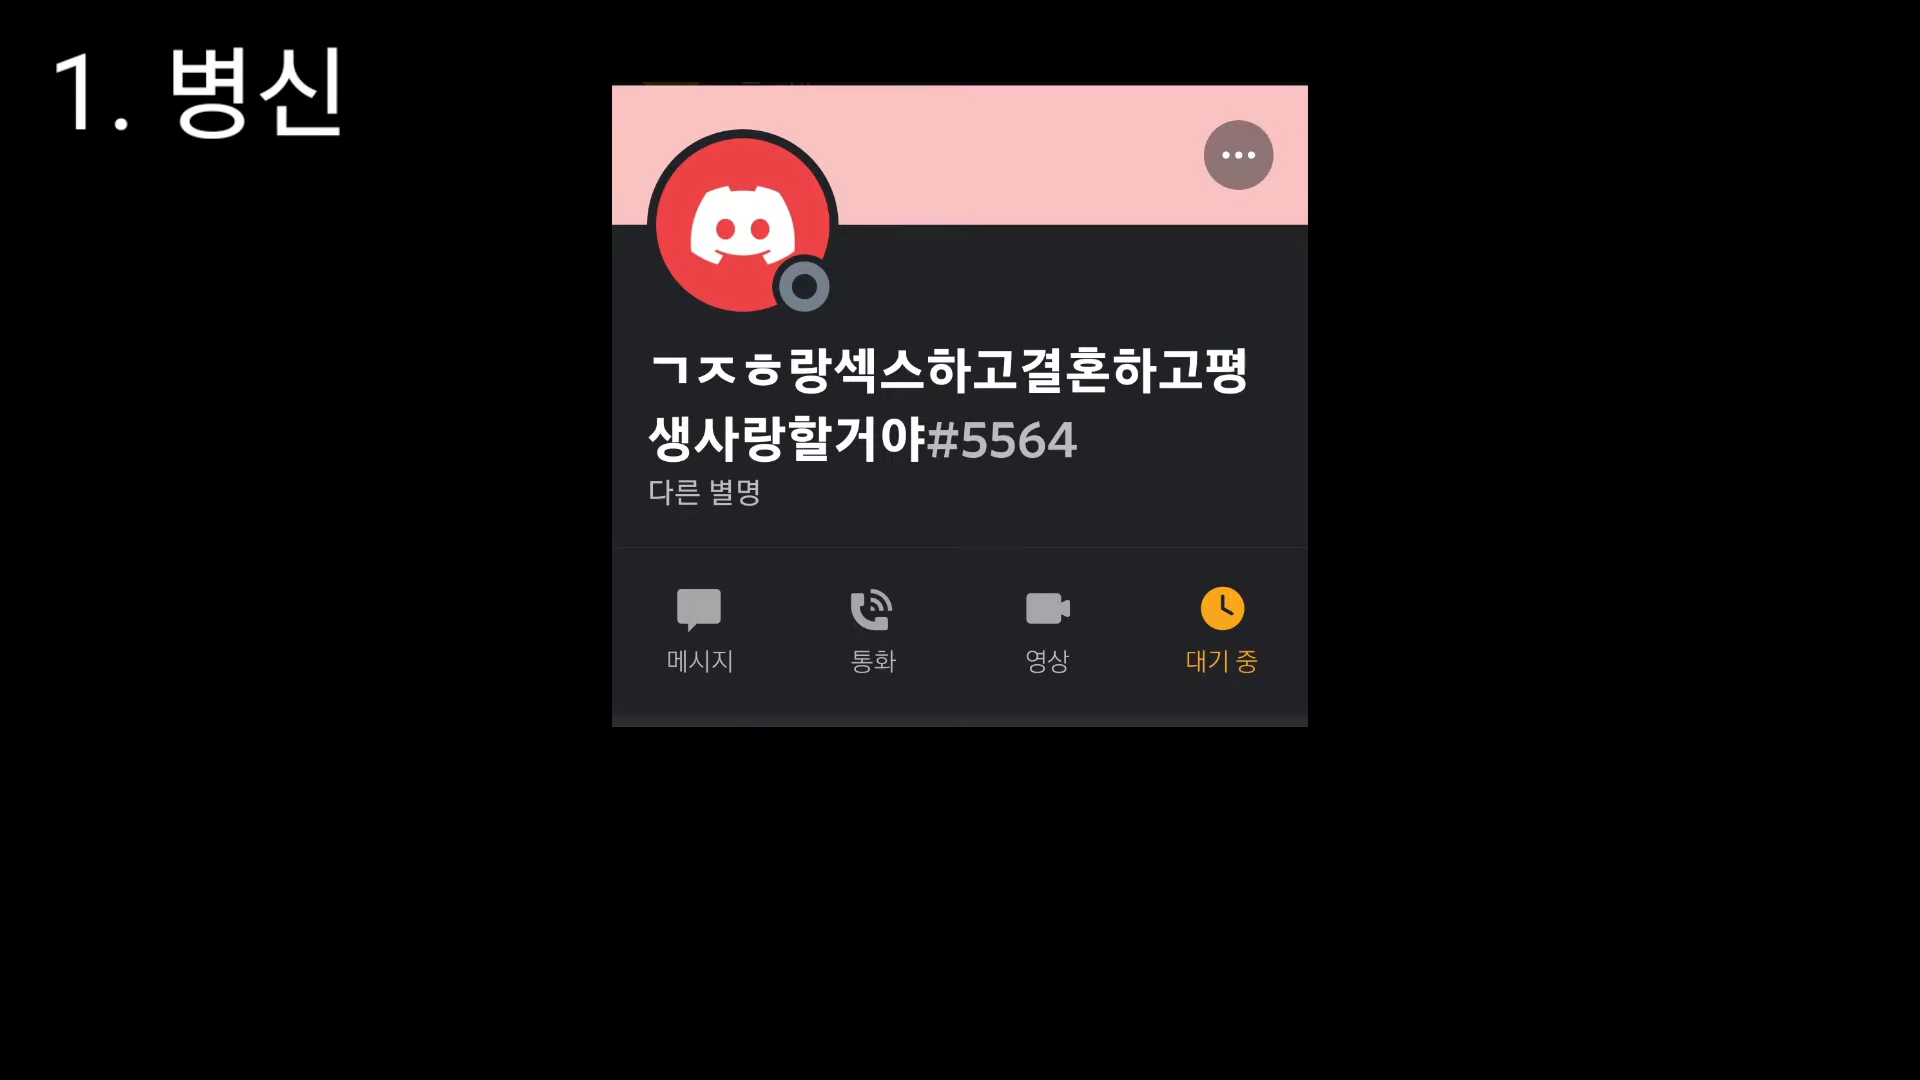 1. 병신
ㄱㅈㅎ랑섹스하고결혼하고평
생사랑할거야#5564
다른 별명
메시지
통화
영상
대기 중